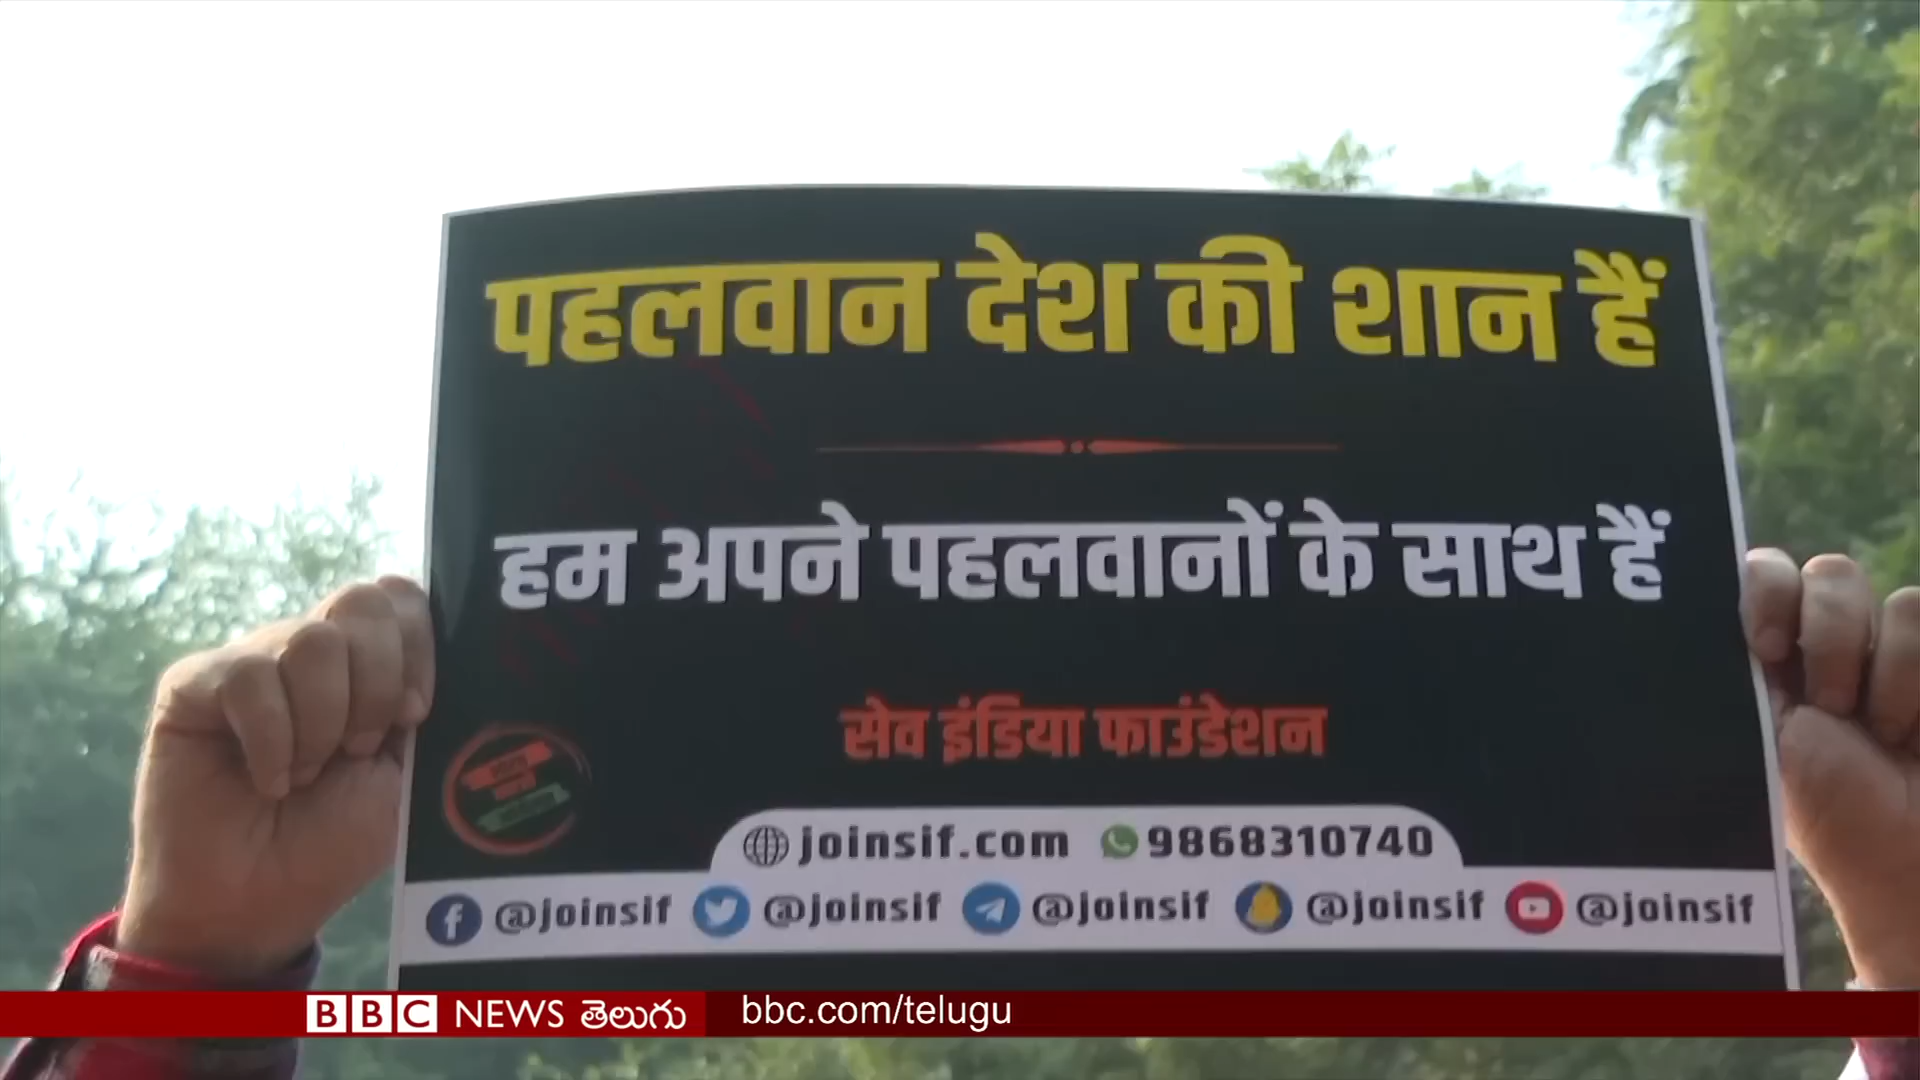 पहलवान देश की शान हैं
हम अपने पहलवानों के साथ हैं
सेव इंडिया फाउंडेशन
joinsif.com 9868310740
@joinsif @joinsif @joinsif @joinsif @joinsif
BBC NEWS తెలుగు bbc.com/telugu